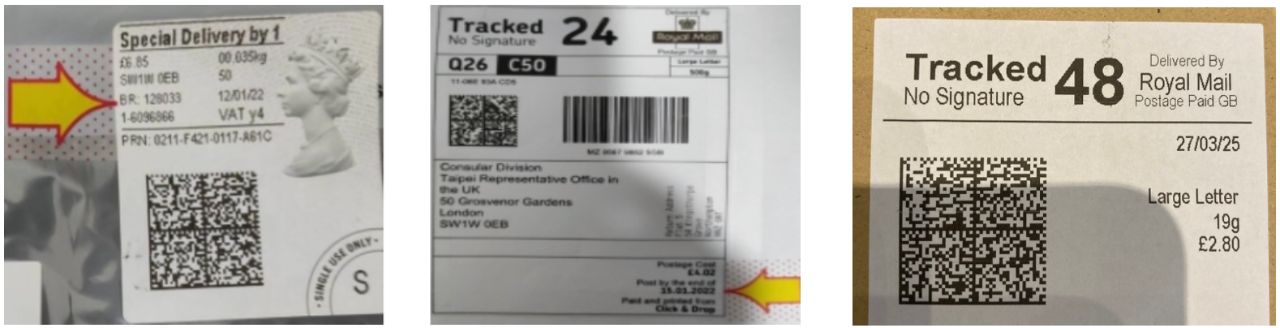 Special Delivery by 1
£6.85 00.035kg
SW1W 0EB 50
BR: 128033 12/01/22
1-6096866 VAT y4
PRN: 0211-F421-0117-A61C
SINGLE USE ONLY
S
Tracked 24
No Signature
Delivered By
Royal Mail
Postage Paid GB
Q26 C50
Large Letter
500g
Consular Division
Taipei Representative Office in
the UK
50 Grosvenor Gardens
London
SW1W 0EB
Return Address
Postage Cost
£4.02
Post by the end of
15.01.2022
Paid and printed from
Click & Drop
Tracked 48
No Signature
Delivered By
Royal Mail
Postage Paid GB
27/03/25
Large Letter
19g
£2.80